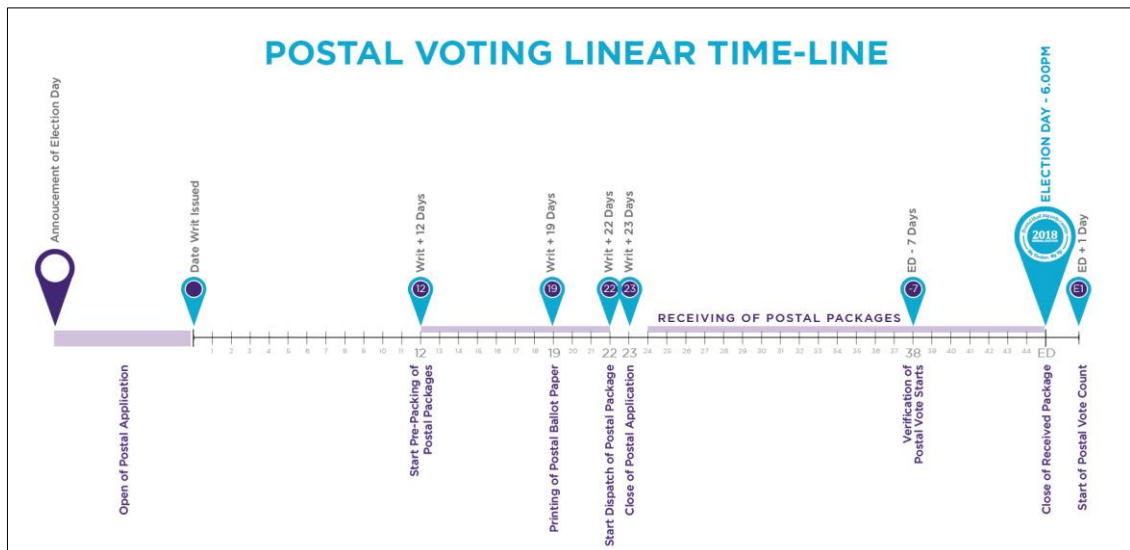 POSTAL VOTING LINEAR TIME-LINE
Annoucement of Election Day
Date Writ Issued
Writ + 12 Days
Writ + 19 Days
Writ + 22 Days
Writ + 23 Days
ED - 7 Days
ELECTION DAY - 6.00PM
ED + 1 Day
12
19
22
23
-7
2018
E1
RECEIVING OF POSTAL PACKAGES
1 2 3 4 5 6 7 8 9 10 11 12 13 14 15 16 17 18 19 20 21 22 23 24 25 26 27 28 29 30 31 32 33 34 35 36 37 38 39 40 41 42 43 44 ED
Open of Postal Application
Start Pre-Packing of
Postal Packages
Printing of Postal Ballot Paper
Start Dispatch of Postal Package
Close of Postal Application
Verification of
Postal Vote Starts
Close of Received Package
Start of Postal Vote Count